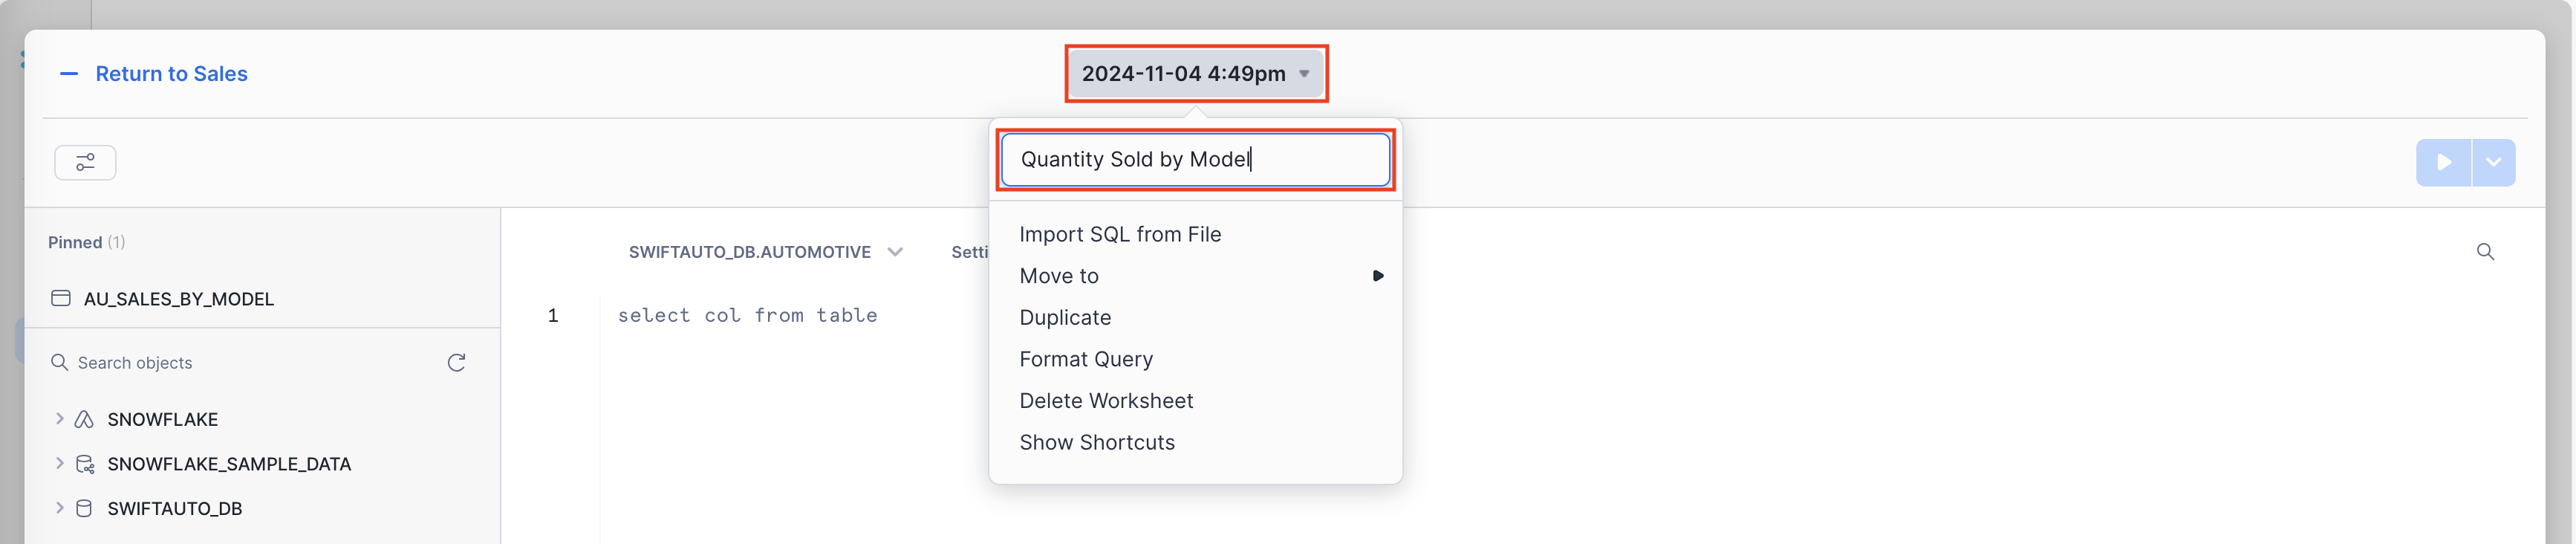 Return to Sales
2024-11-04 4:49pm
Quantity Sold by Model
Import SQL from File
Move to
Duplicate
Format Query
Delete Worksheet
Show Shortcuts
Pinned (1)
AU_SALES_BY_MODEL
Search objects
SNOWFLAKE
SNOWFLAKE_SAMPLE_DATA
SWIFTAUTO_DB
SWIFTAUTO_DB.AUTOMOTIVE
Setti
1 select col from table